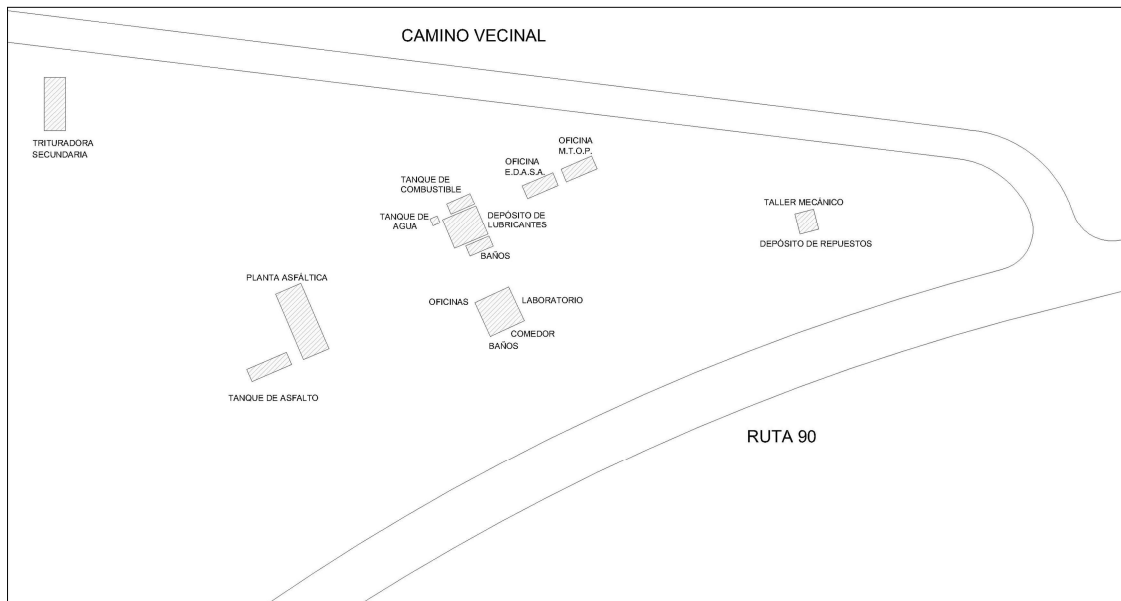 CAMINO VECINAL
TRITURADORA
SECUNDARIA
OFICINA
M.T.O.P.
OFICINA
E.D.A.S.A.
TANQUE DE
COMBUSTIBLE
TANQUE DE
AGUA
DEPÓSITO DE
LUBRICANTES
BAÑOS
TALLER MECÁNICO
DEPÓSITO DE REPUESTOS
PLANTA ASFÁLTICA
OFICINAS
LABORATORIO
COMEDOR
BAÑOS
TANQUE DE ASFALTO
RUTA 90